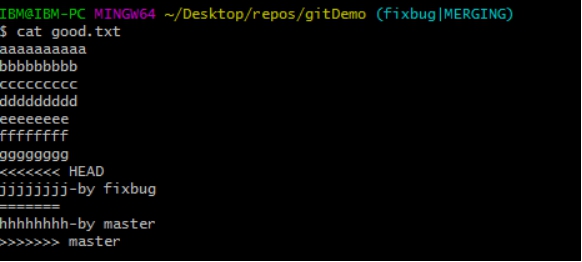 IBM@IBM-PC MINGW64 ~/Desktop/repos/gitDemo (fixbug|MERGING)
$ cat good.txt
aaaaaaaaaa
bbbbbbbbb
ccccccccc
ddddddddd
eeeeeeee
ffffffff
gggggggg
<<<<<<< HEAD
jjjjjjjj-by fixbug
=======
hhhhhhhh-by master
>>>>>>> master